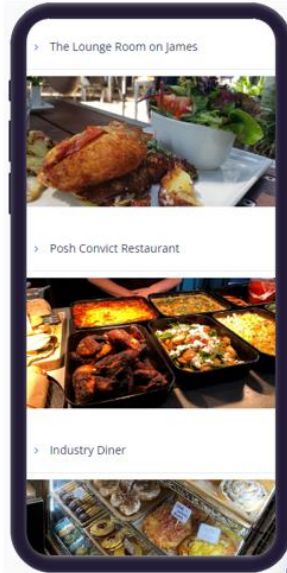 The Lounge Room on James
Posh Convict Restaurant
Industry Diner